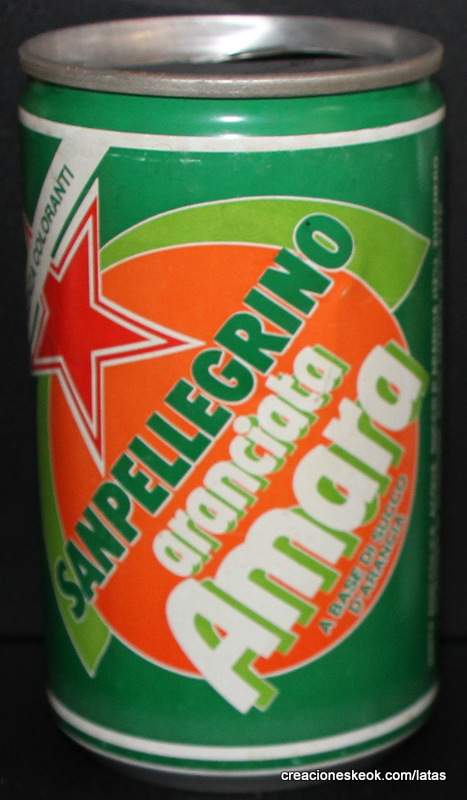 COLORANTI
SANPELLEGRINO
aranciata
Amara
A BASE DI SUCCO
D'ARANCIA
creacioneskeok.com/latas